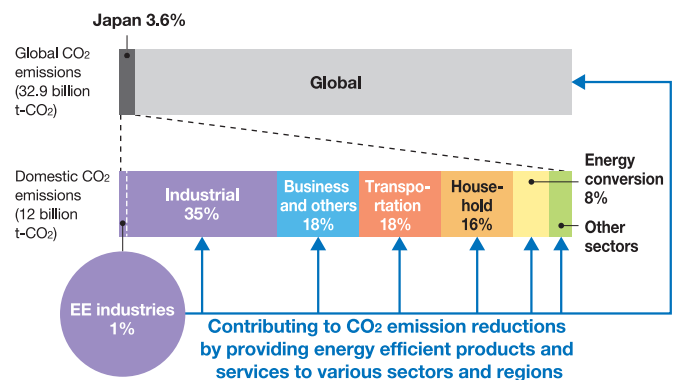 Japan 3.6%
Global CO2
emissions
(32.9 billion
t-CO2)
Global
Domestic CO2
emissions
(12 billion
t-CO2)
Industrial
35%
Business
and others
18%
Transpo-
rtation
18%
House-
hold
16%
Energy
conversion
8%
Other
sectors
EE industries
1%
Contributing to CO2 emission reductions
by providing energy efficient products and
services to various sectors and regions